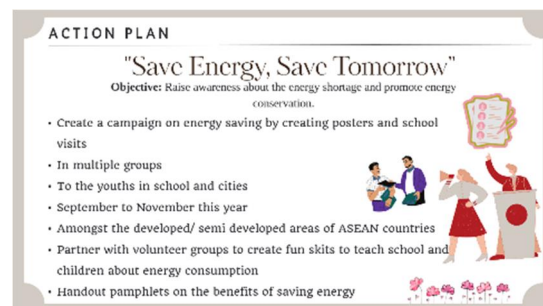 ACTION PLAN
"Save Energy, Save Tomorrow"
Objective: Raise awareness about the energy shortage and promote energy
conservation.
• Create a campaign on energy saving by creating posters and school
visits
• In multiple groups
• To the youths in school and cities
• September to November this year
• Amongst the developed/ semi developed areas of ASEAN countries
• Partner with volunteer groups to create fun skits to teach school and
children about energy consumption
• Handout pamphlets on the benefits of saving energy